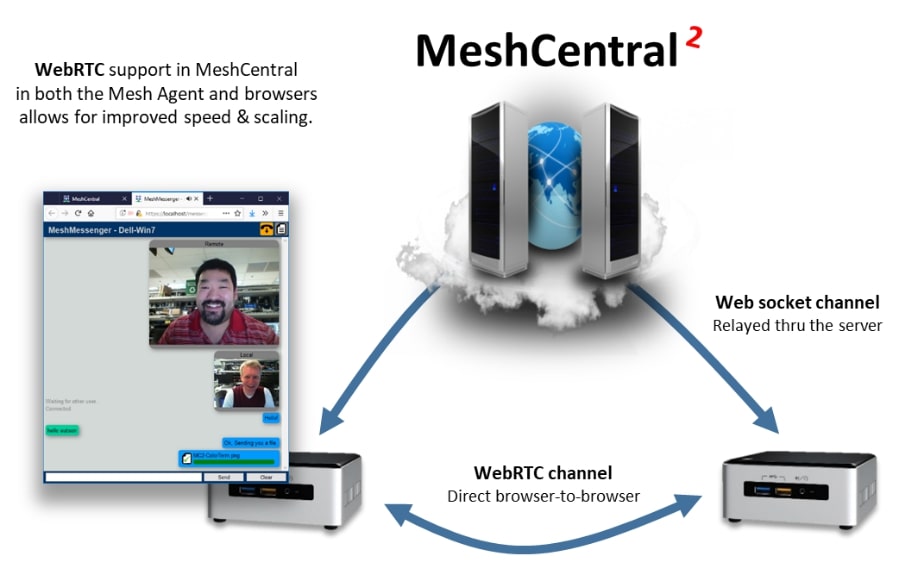 MeshCentral 2
WebRTC support in MeshCentral
in both the Mesh Agent and browsers
allows for improved speed & scaling.
MeshCentral
MeshMessenger -
https://localhost/messen
MeshMessenger - Dell-Win7
Remote
Local
Waiting for other user...
Connected.
Hello!
hello watson
Ok, Sending you a file
MC2-ColorTerm.png
Send
Clear
Web socket channel
Relayed thru the server
WebRTC channel
Direct browser-to-browser